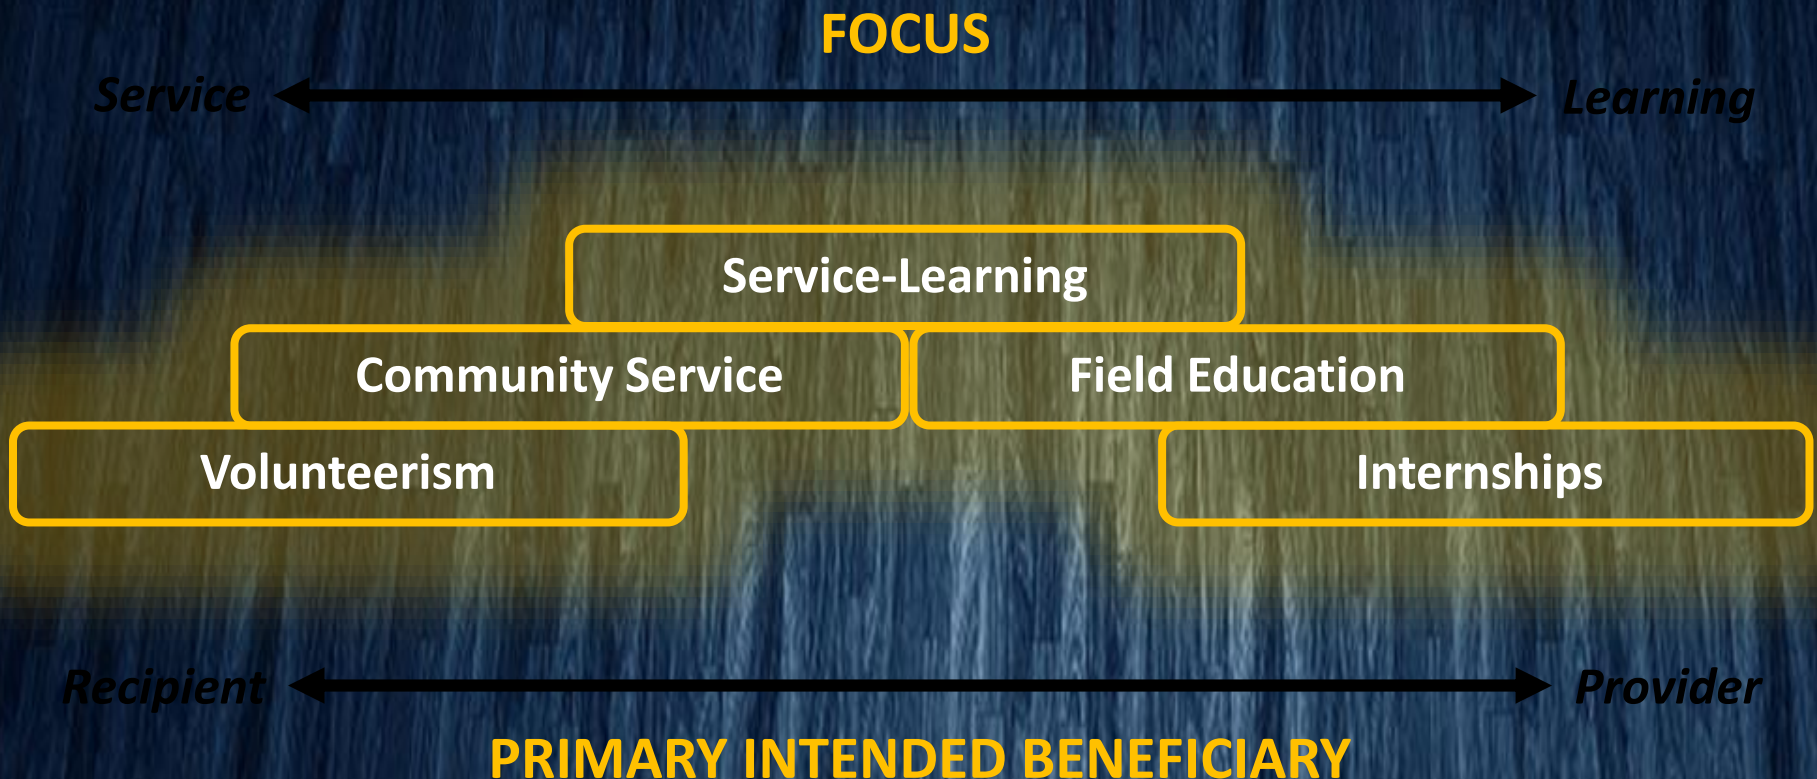 FOCUS
Service Learning
Service-Learning
Community Service Field Education
Volunteerism Internships
Recipient Provider
PRIMARY INTENDED BENEFICIARY